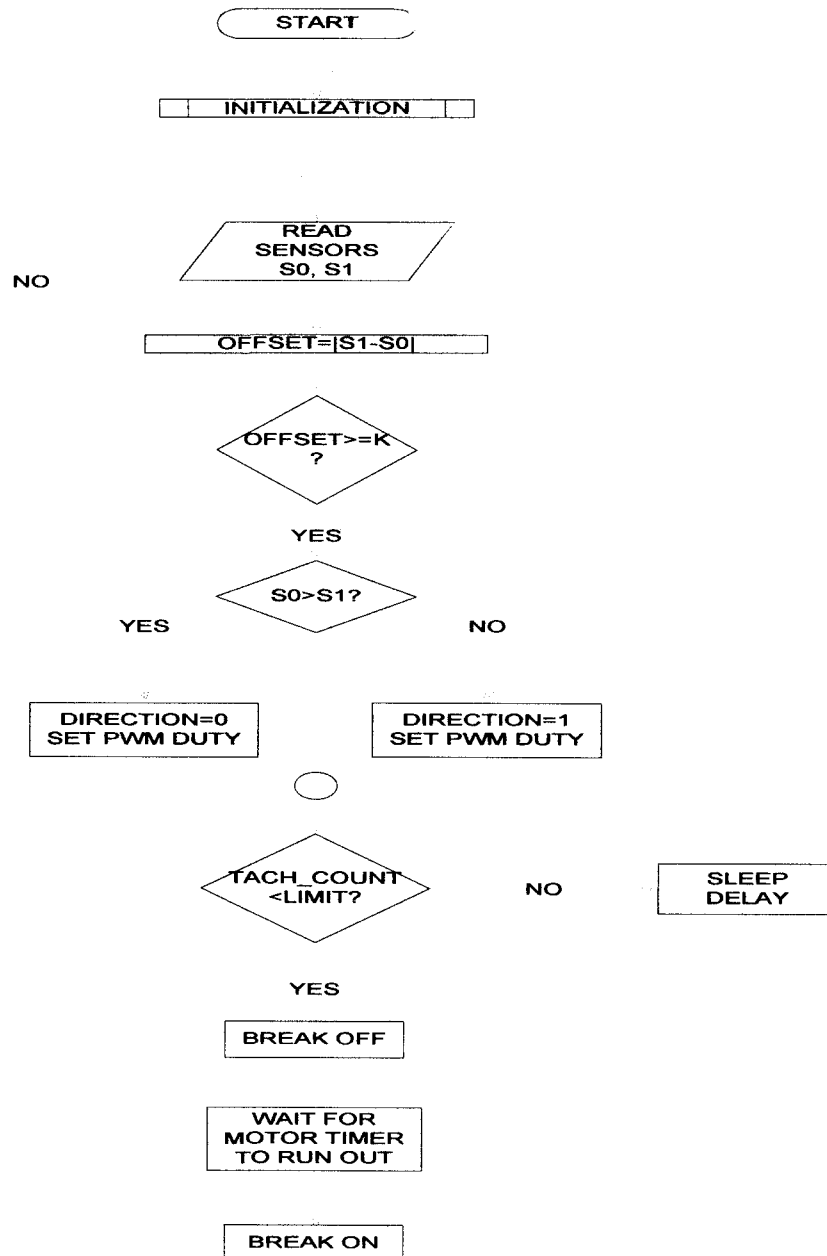 START
INITIALIZATION
READ
SENSORS
S0, S1
NO
OFFSET=|S1-S0|
OFFSET>=K
?
YES
S0>S1?
YES
NO
DIRECTION=0
SET PWM DUTY
DIRECTION=1
SET PWM DUTY
TACH_COUNT
<LIMIT?
NO
SLEEP
DELAY
YES
BREAK OFF
WAIT FOR
MOTOR TIMER
TO RUN OUT
BREAK ON